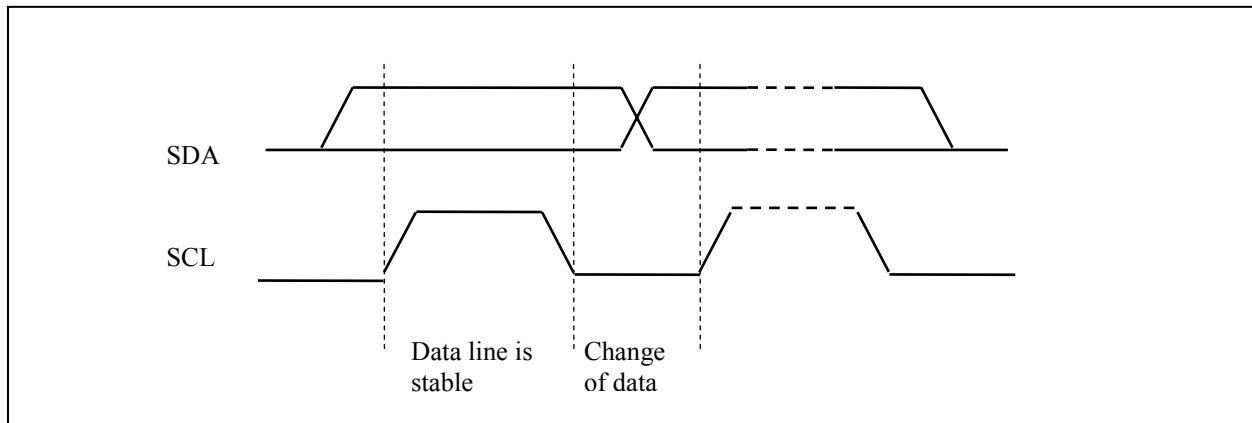 SDA
SCL
Data line is
stable
Change
of data